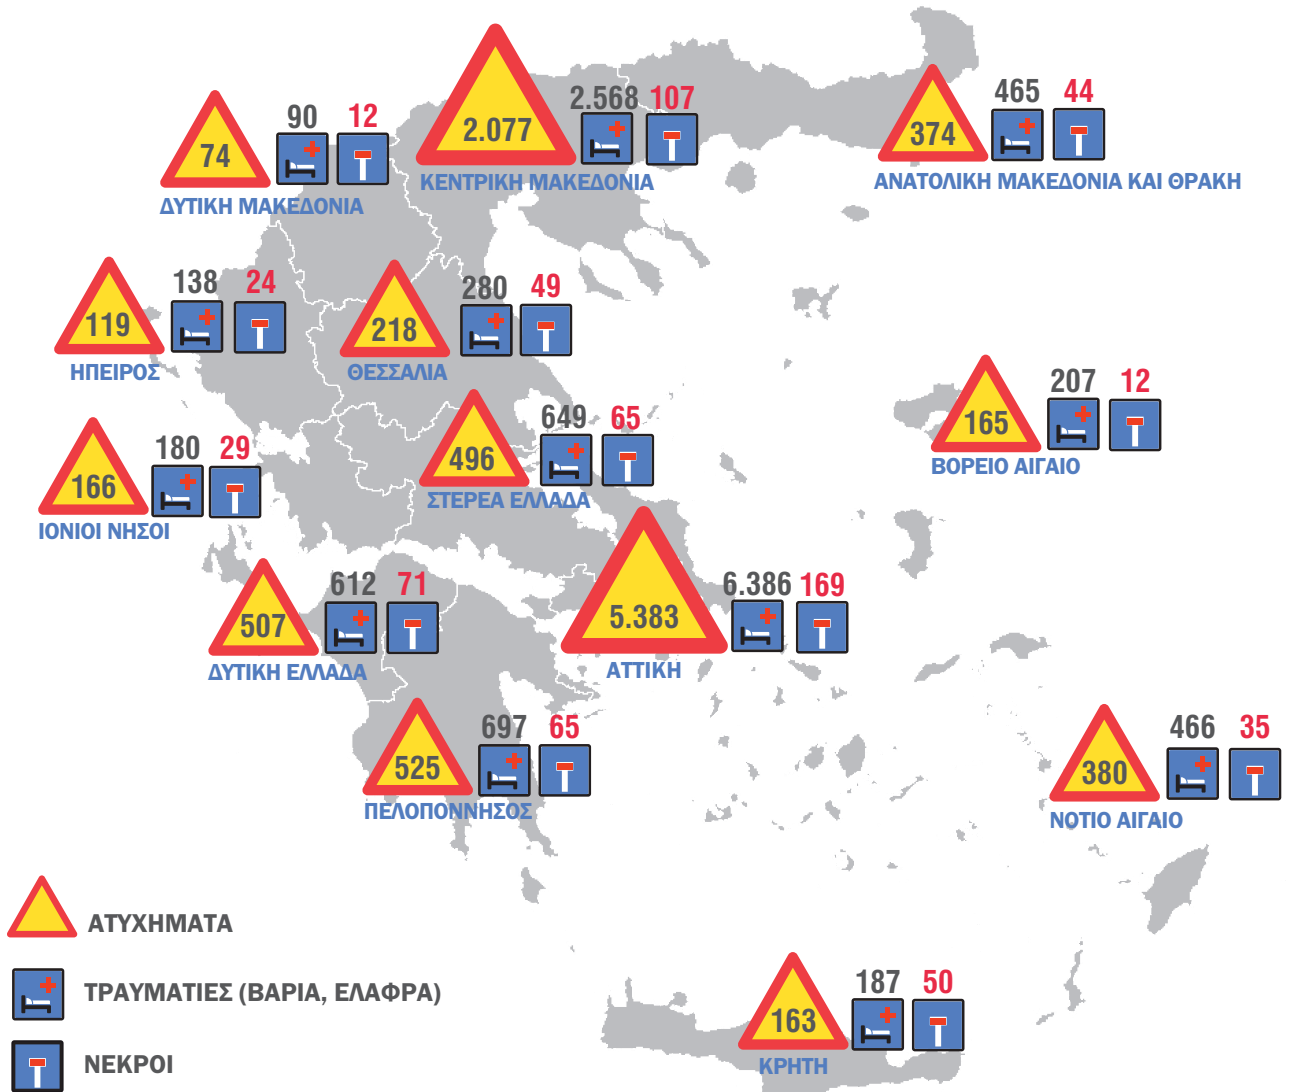 2.077
2.568 107
ΚΕΝΤΡΙΚΗ ΜΑΚΕΔΟΝΙΑ
374
465 44
ΑΝΑΤΟΛΙΚΗ ΜΑΚΕΔΟΝΙΑ ΚΑΙ ΘΡΑΚΗ
74
90 12
ΔΥΤΙΚΗ ΜΑΚΕΔΟΝΙΑ
119
138 24
ΗΠΕΙΡΟΣ
218
280 49
ΘΕΣΣΑΛΙΑ
165
207 12
ΒΟΡΕΙΟ ΑΙΓΑΙΟ
496
649 65
ΣΤΕΡΕΑ ΕΛΛΑΔΑ
166
180 29
ΙΟΝΙΟΙ ΝΗΣΟΙ
507
612 71
ΔΥΤΙΚΗ ΕΛΛΑΔΑ
5.383
6.386 169
ΑΤΤΙΚΗ
525
697 65
ΠΕΛΟΠΟΝΝΗΣΟΣ
380
466 35
ΝΟΤΙΟ ΑΙΓΑΙΟ
163
187 50
ΚΡΗΤΗ
ΑΤΥΧΗΜΑΤΑ
ΤΡΑΥΜΑΤΙΕΣ (ΒΑΡΙΑ, ΕΛΑΦΡΑ)
ΝΕΚΡΟΙ